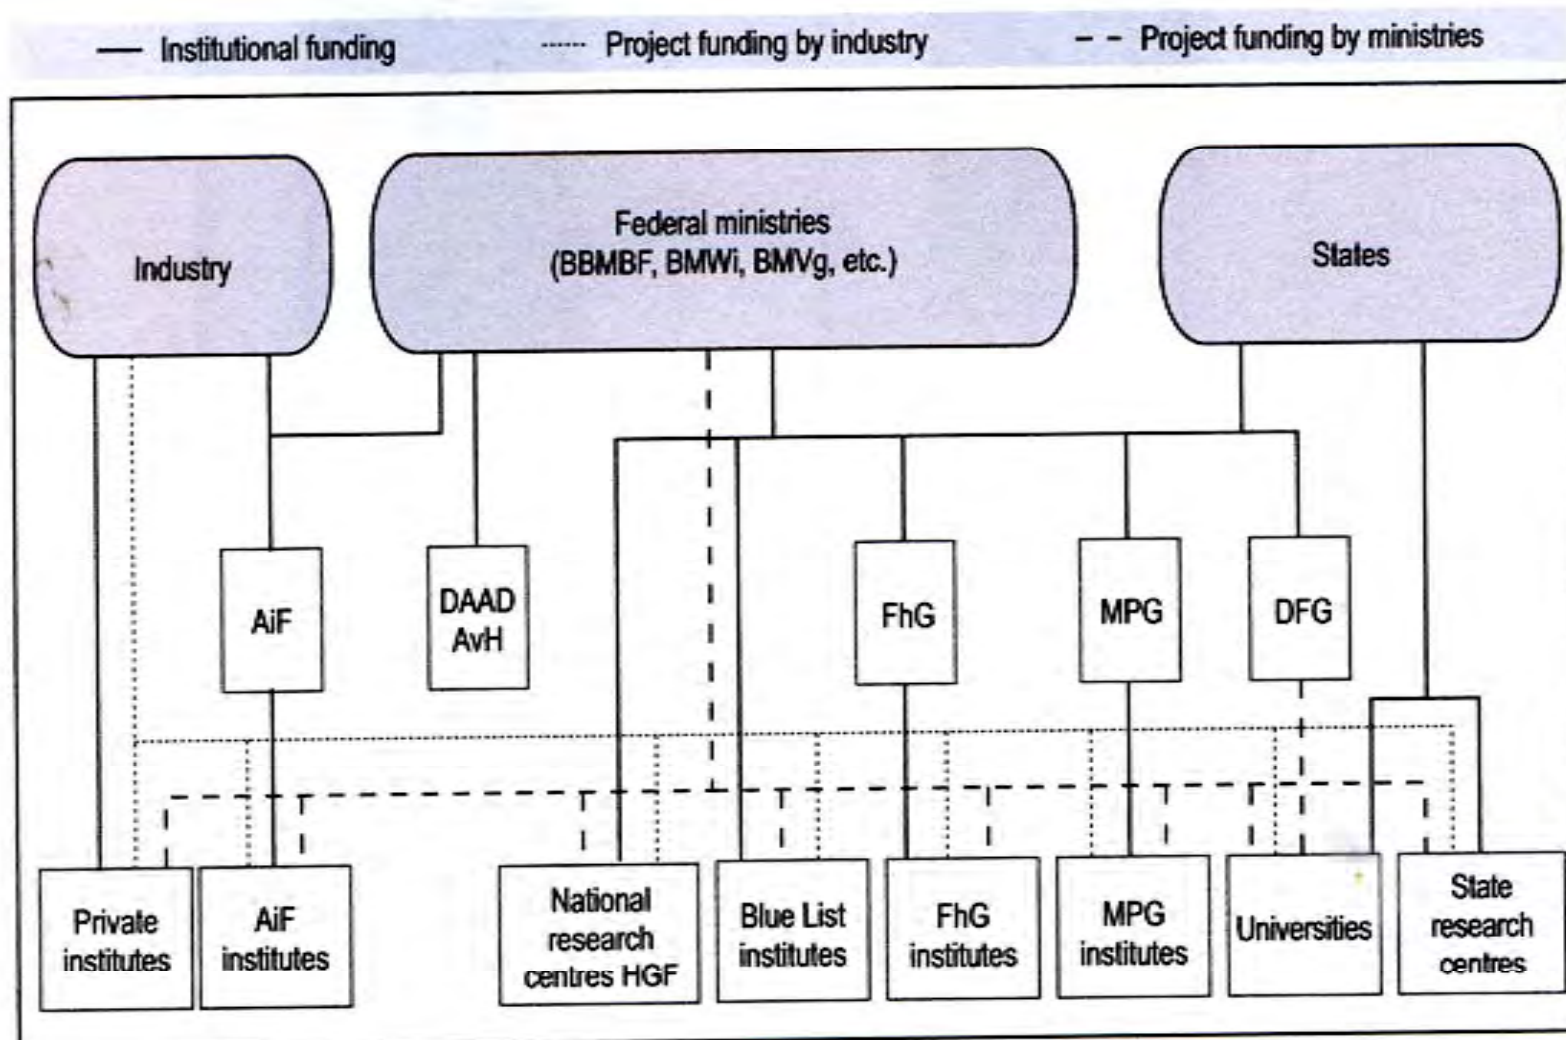 Institutional funding
Project funding by industry
Project funding by ministries
Industry
Federal ministries
(BBMBF, BMWi, BMVg, etc.)
States
AiF
DAAD
AvH
FhG
MPG
DFG
Private
institutes
AiF
institutes
National
research
centres HGF
Blue List
institutes
FhG
institutes
MPG
institutes
Universities
State
research
centres